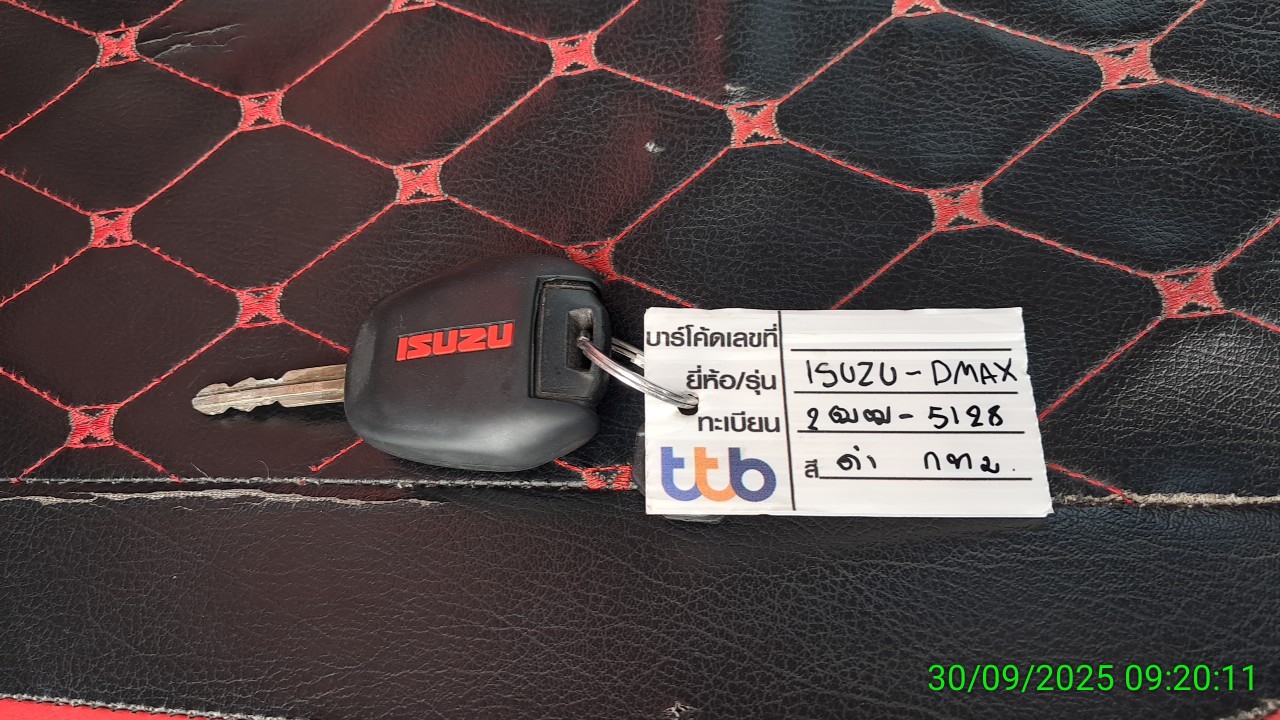 ISUZU
บาร์โค้ดเลขที่
ยี่ห้อ/รุ่น ISUZU-DMAX
ทะเบียน 2ฒฒ-5128
สี ดำ กทม.
ttb
30/09/2025 09:20:11